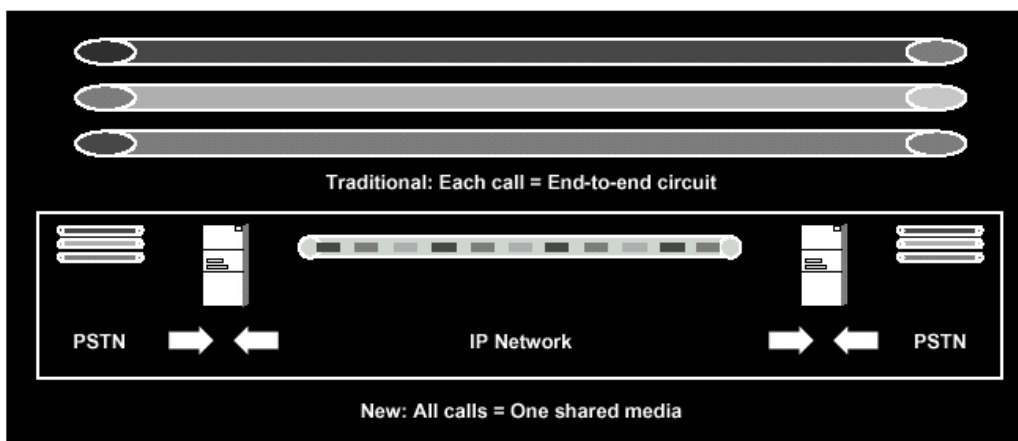 Traditional: Each call = End-to-end circuit
PSTN IP Network PSTN
New: All calls = One shared media